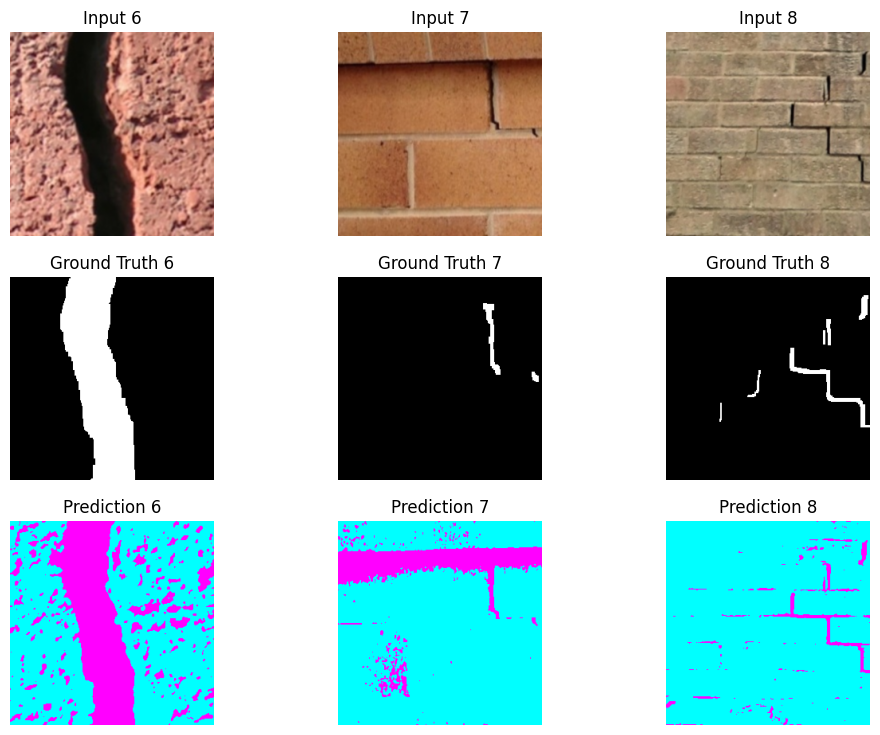 Input 6
Input 7
Input 8
Ground Truth 6
Ground Truth 7
Ground Truth 8
Prediction 6
Prediction 7
Prediction 8